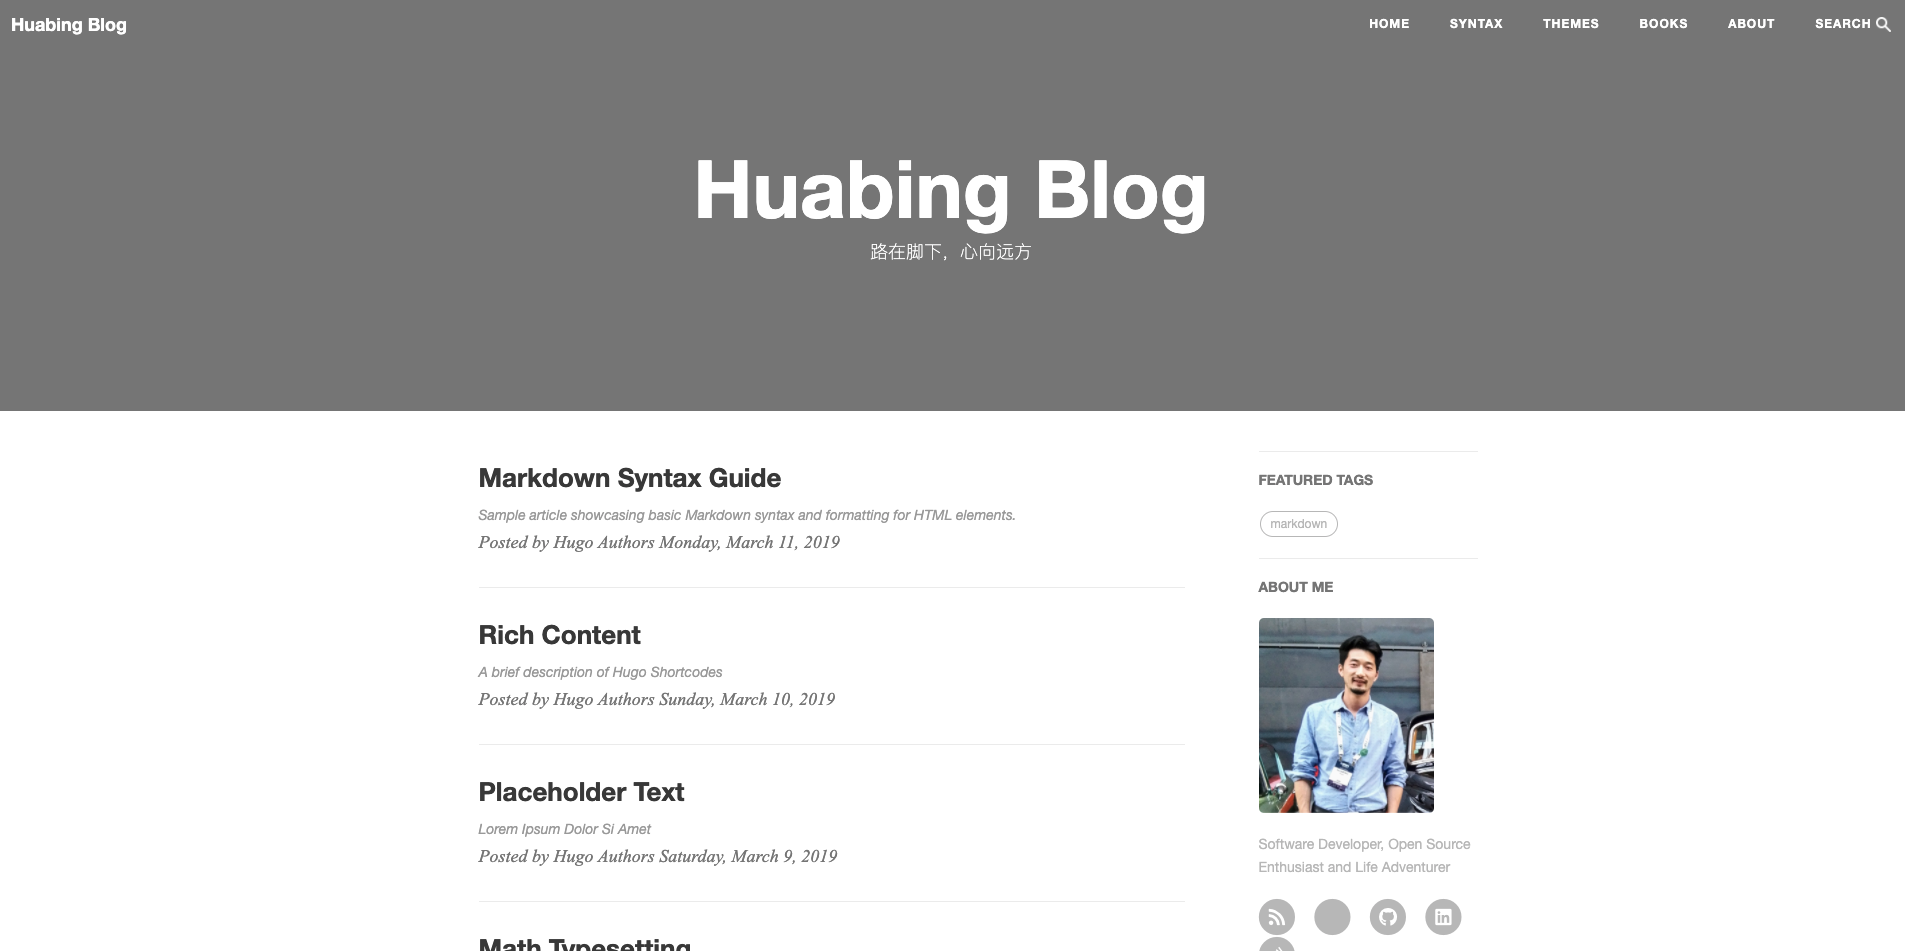 Huabing Blog
HOME SYNTAX THEMES BOOKS ABOUT SEARCH
Huabing Blog
路在脚下，心向远方
Markdown Syntax Guide
Sample article showcasing basic Markdown syntax and formatting for HTML elements.
Posted by Hugo Authors Monday, March 11, 2019
Rich Content
A brief description of Hugo Shortcodes
Posted by Hugo Authors Sunday, March 10, 2019
Placeholder Text
Lorem Ipsum Dolor Si Amet
Posted by Hugo Authors Saturday, March 9, 2019
Math Typesetting
FEATURED TAGS
markdown
ABOUT ME
Software Developer, Open Source
Enthusiast and Life Adventurer
in